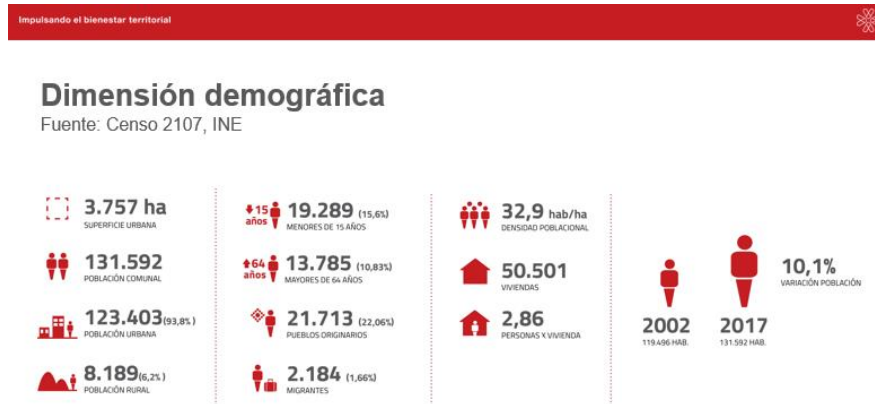 Impulsando el bienestar territorial
Dimensión demográfica
Fuente: Censo 2107, INE
3.757 ha
SUPERFICIE URBANA
131.592
POBLACIÓN COMUNAL
123.403(93,8%)
POBLACIÓN URBANA
8.189(6,2%)
POBLACIÓN RURAL
15 años
19.289 (15,6%)
MENORES DE 15 AÑOS
64 años
13.785 (10,83%)
MAYORES DE 64 AÑOS
21.713 (22,06%)
PUEBLOS ORIGINARIOS
2.184 (1,66%)
MIGRANTES
32,9 hab/ha
DENSIDAD POBLACIONAL
50.501
VIVIENDAS
2,86
PERSONAS X VIVIENDA
2002
119.496 HAB.
2017
131.592 HAB.
10,1%
VARIACIÓN POBLACIÓN